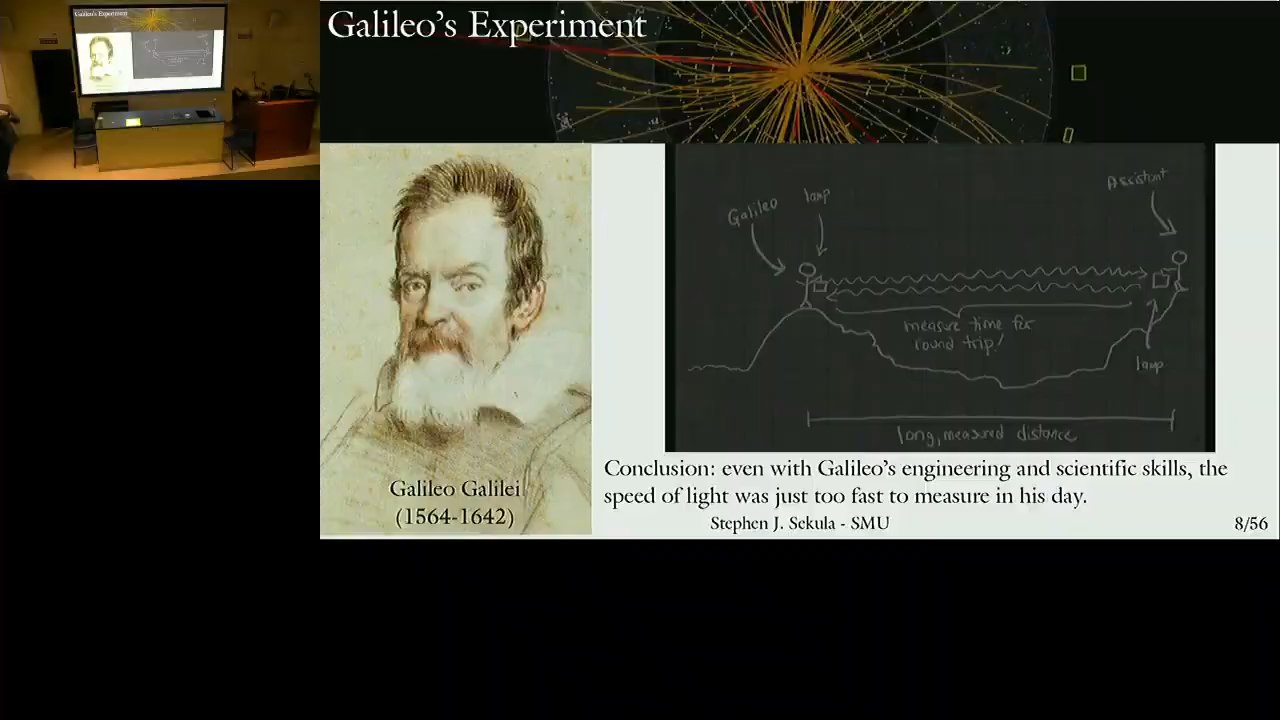 Galileo's Experiment
Galileo's Experiment
Galileo
lamp
Assistant
measure time for
round trip!
lamp
long, measured distance
Galileo Galilei
(1564-1642)
Conclusion: even with Galileo's engineering and scientific skills, the
speed of light was just too fast to measure in his day.
Stephen J. Sekula - SMU
8/56